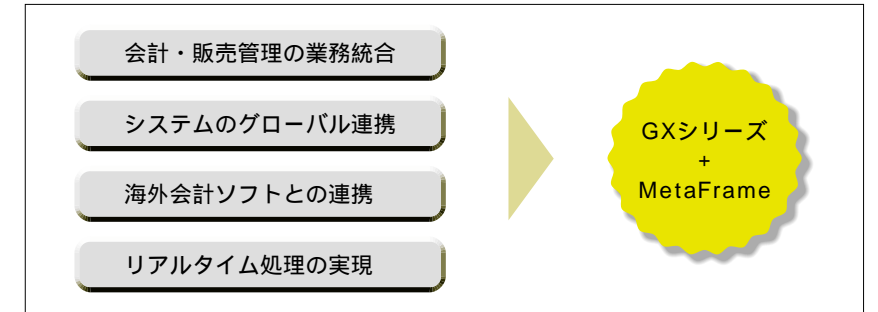 会計・販売管理の業務統合
システムのグローバル連携
海外会計ソフトとの連携
リアルタイム処理の実現
GXシリーズ
+
MetaFrame